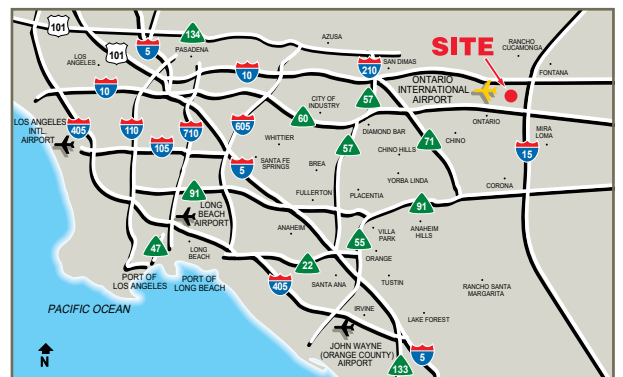 101
134
5
PASADENA
AZUSA
RANCHO
CUCAMONGA
LOS
ANGELES
101
SITE
SAN DIMAS
210
FONTANA
10
10
57
ONTARIO
INTERNATIONAL
AIRPORT
CITY OF
INDUSTRY
60
ONTARIO
LOS ANGELES
INTL.
AIRPORT
405
110
710
605
105
WHITTIER
DIAMOND BAR
57
CHINO HILLS
71
CHINO
MIRA
LOMA
15
SANTA FE
SPRINGS
5
BREA
YORBA LINDA
CORONA
91
FULLERTON
PLACENTIA
91
LONG
BEACH
AIRPORT
ANAHEIM
VILLA
PARK
ANAHEIM
HILLS
47
LONG
BEACH
55
ORANGE
22
PORT OF
LOS ANGELES
PORT OF
LONG BEACH
405
SANTA ANA
TUSTIN
RANCHO SANTA
MARGARITA
PACIFIC OCEAN
IRVINE
LAKE FOREST
JOHN WAYNE
(ORANGE COUNTY)
AIRPORT
5
133
N